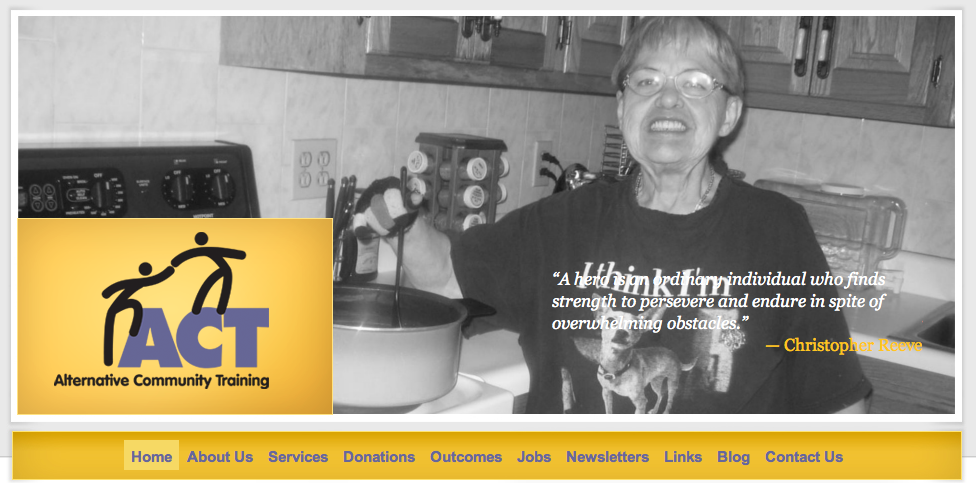 I think I'm
“A hero is an ordinary individual who finds
strength to persevere and endure in spite of
overwhelming obstacles.”
— Christopher Reeve
ACT
Alternative Community Training
Home About Us Services Donations Outcomes Jobs Newsletters Links Blog Contact Us